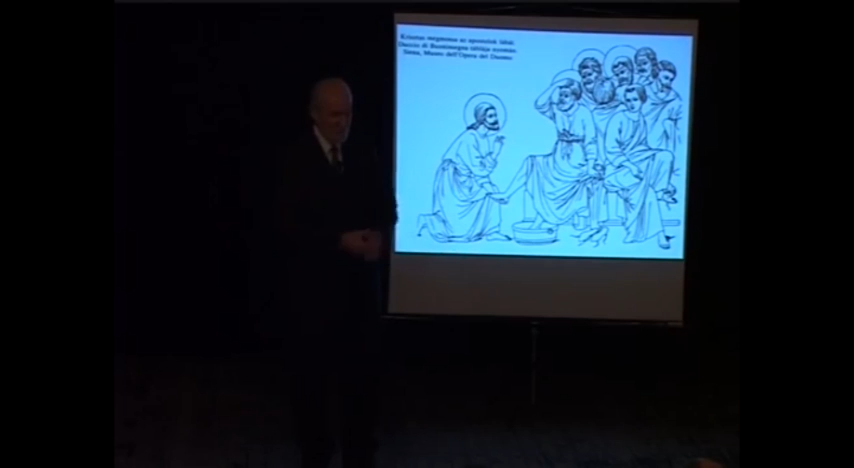 Krisztus megmossa az apostolok lábát.
Duccio di Buoninsegna táblája nyomán.
Siena, Museo dell'Opera del Duomo